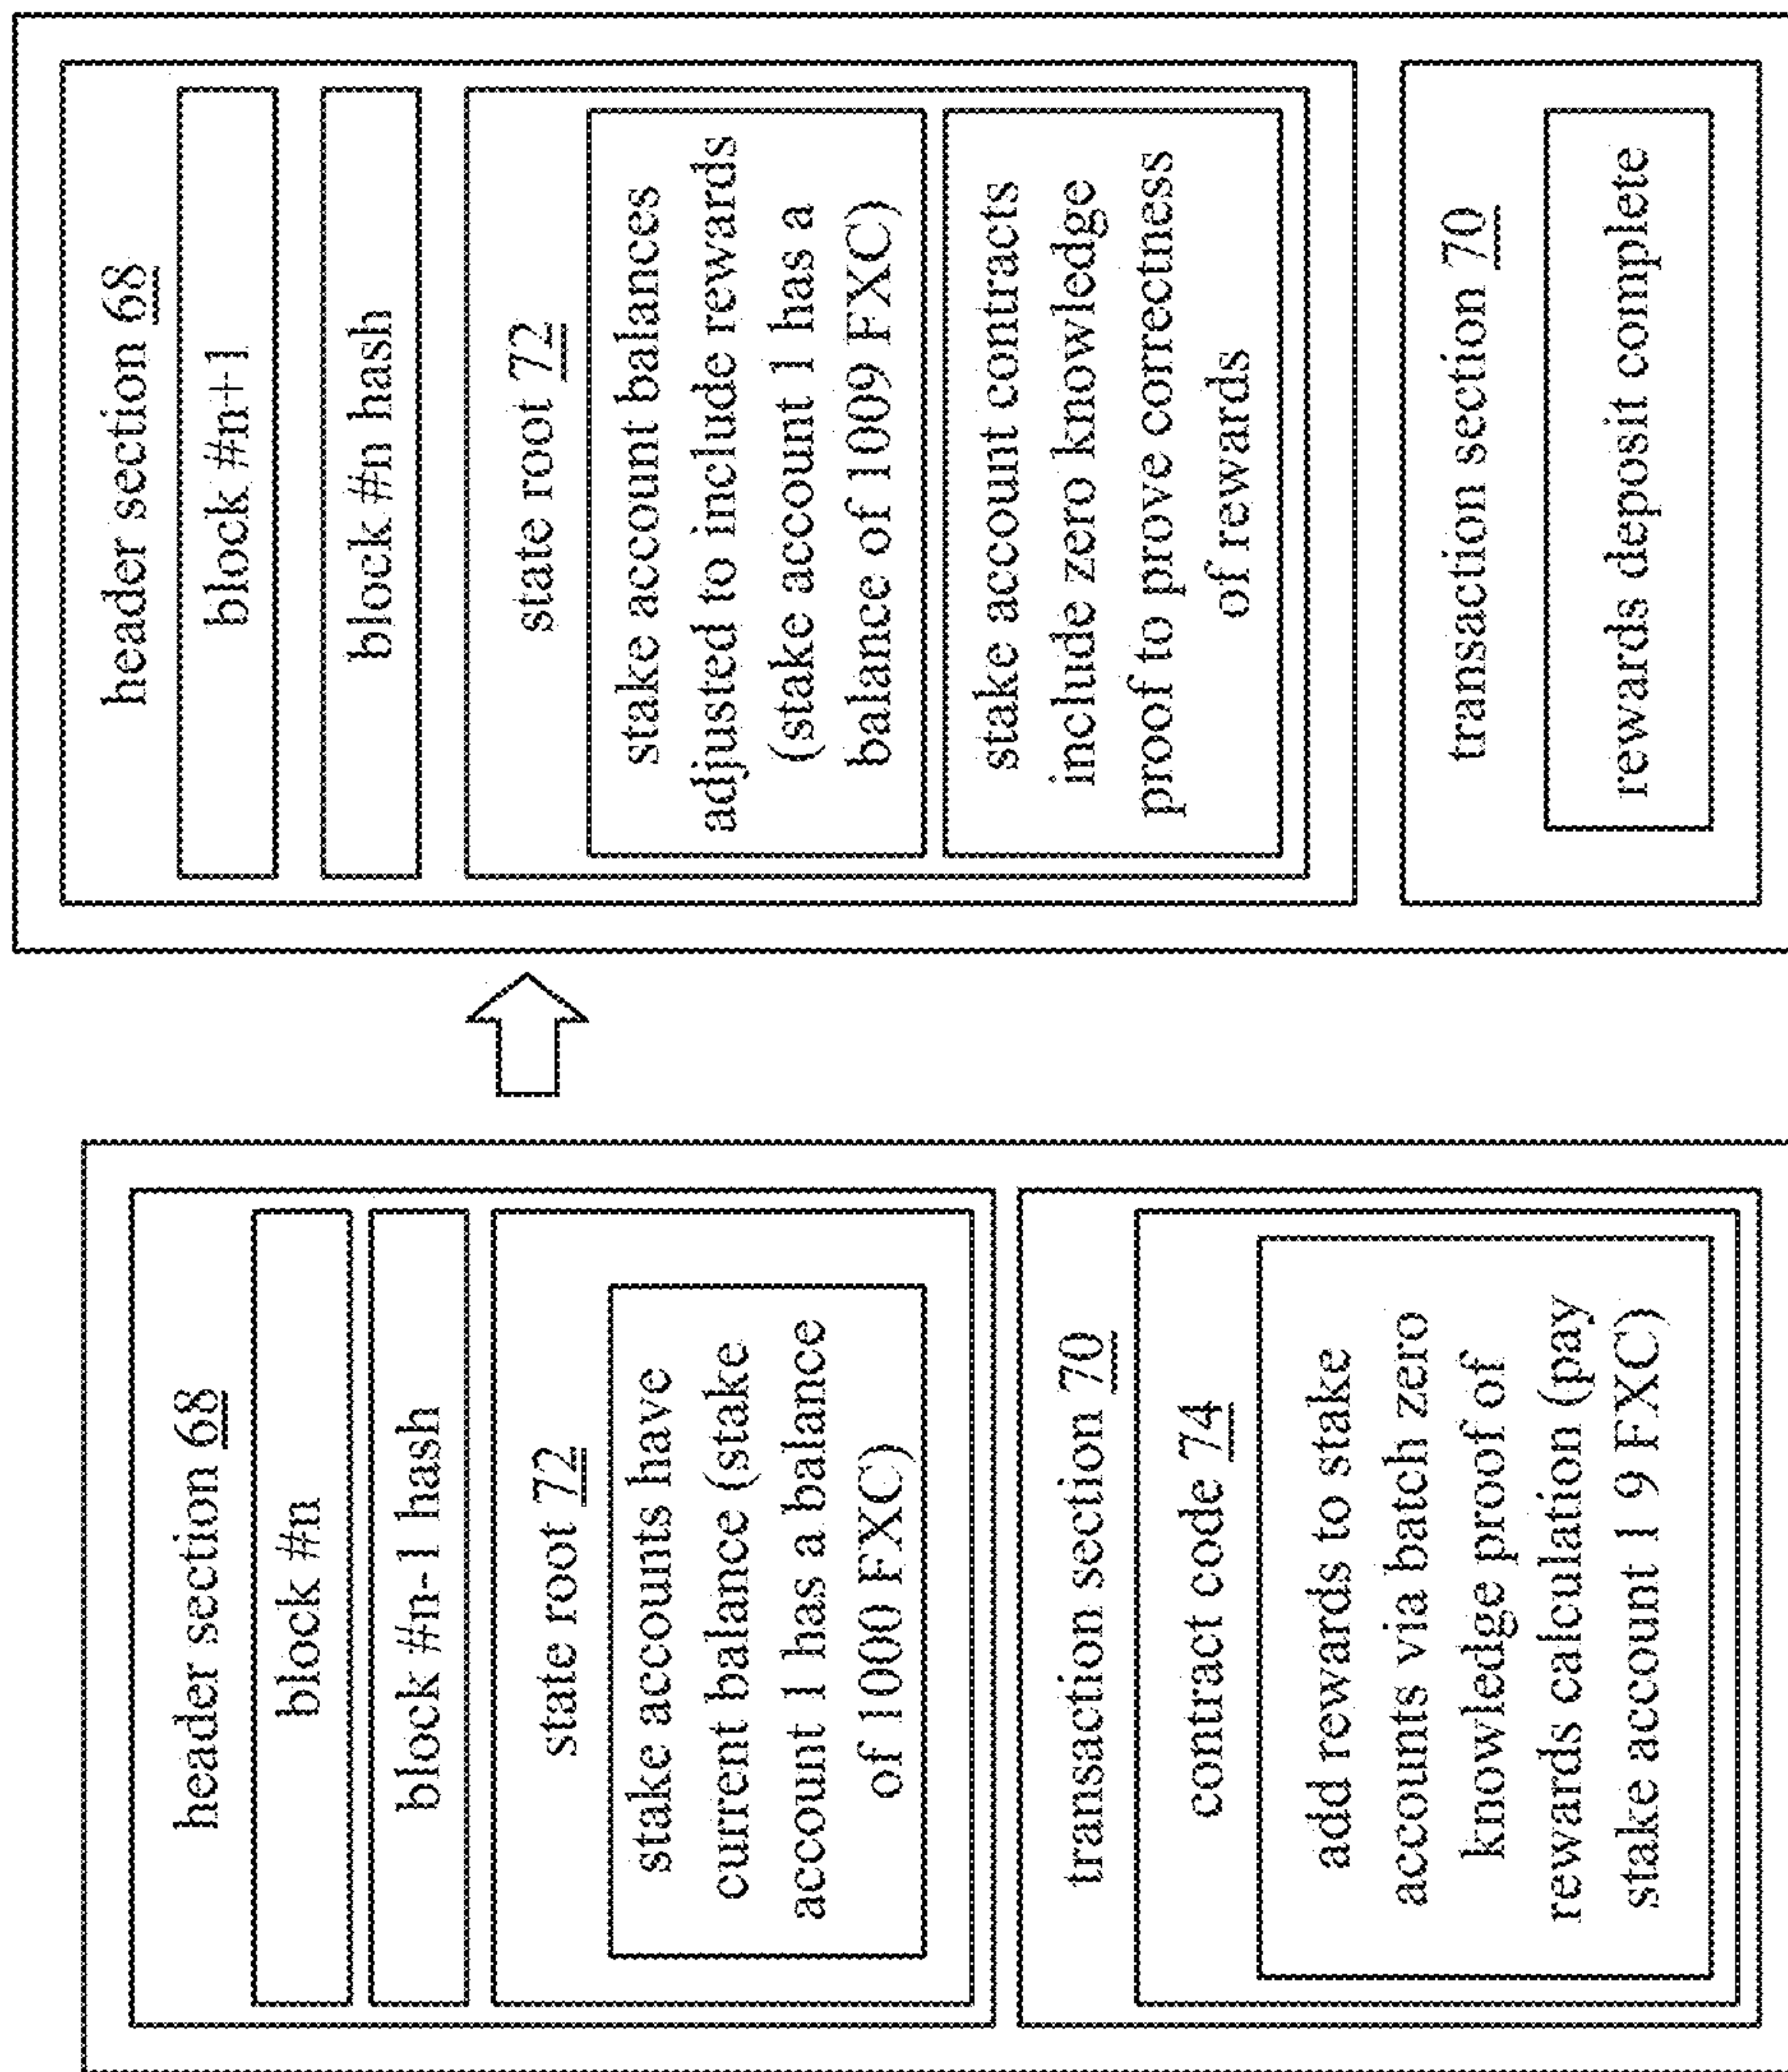 header section 68
block #n
block #n-1 hash
state root 72
stake accounts have
current balance (stake
account 1 has a balance
of 1000 FXC)
transaction section 70
contract code 74
add rewards to stake
accounts via batch zero
knowledge proof of
rewards calculation (pay
stake account 1 9 FXC)
header section 68
block #n+1
block #n hash
state root 72
stake account balances
adjusted to include rewards
(stake account 1 has a
balance of 1009 FXC)
stake account contracts
include zero knowledge
proof to prove correctness
of rewards
transaction section 70
rewards deposit complete